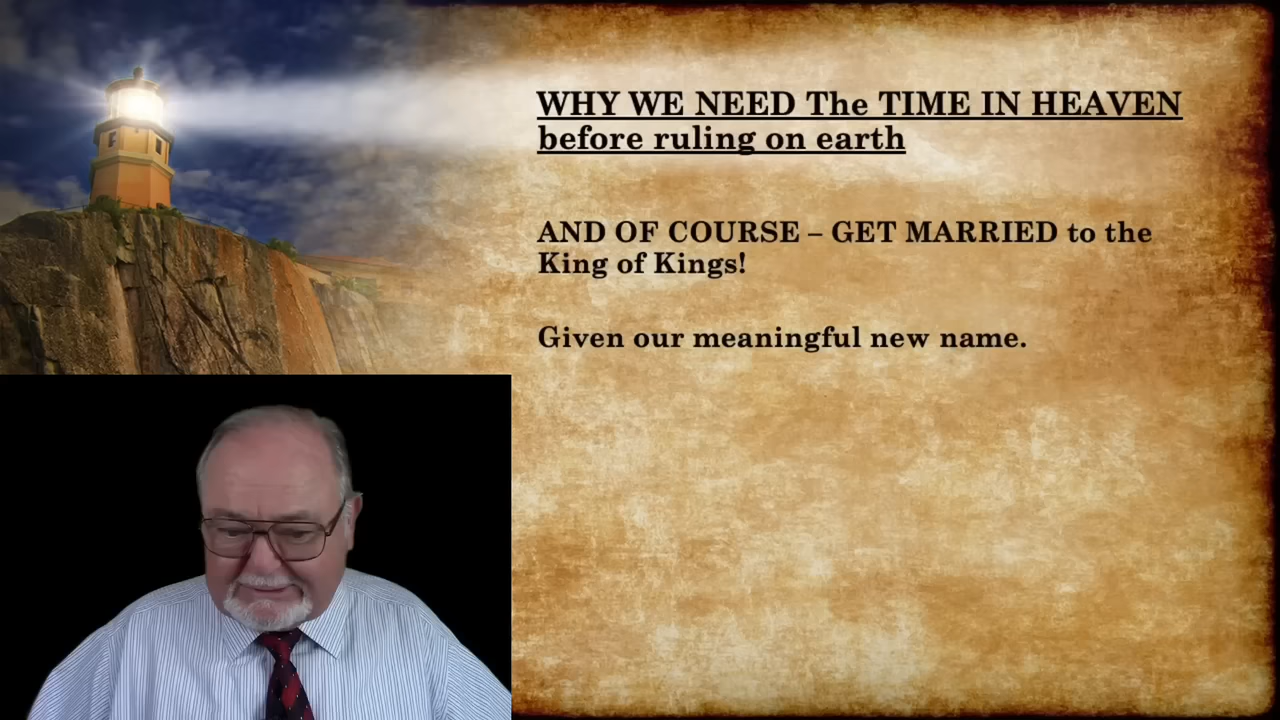 WHY WE NEED The TIME IN HEAVEN
before ruling on earth
AND OF COURSE – GET MARRIED to the
King of Kings!
Given our meaningful new name.